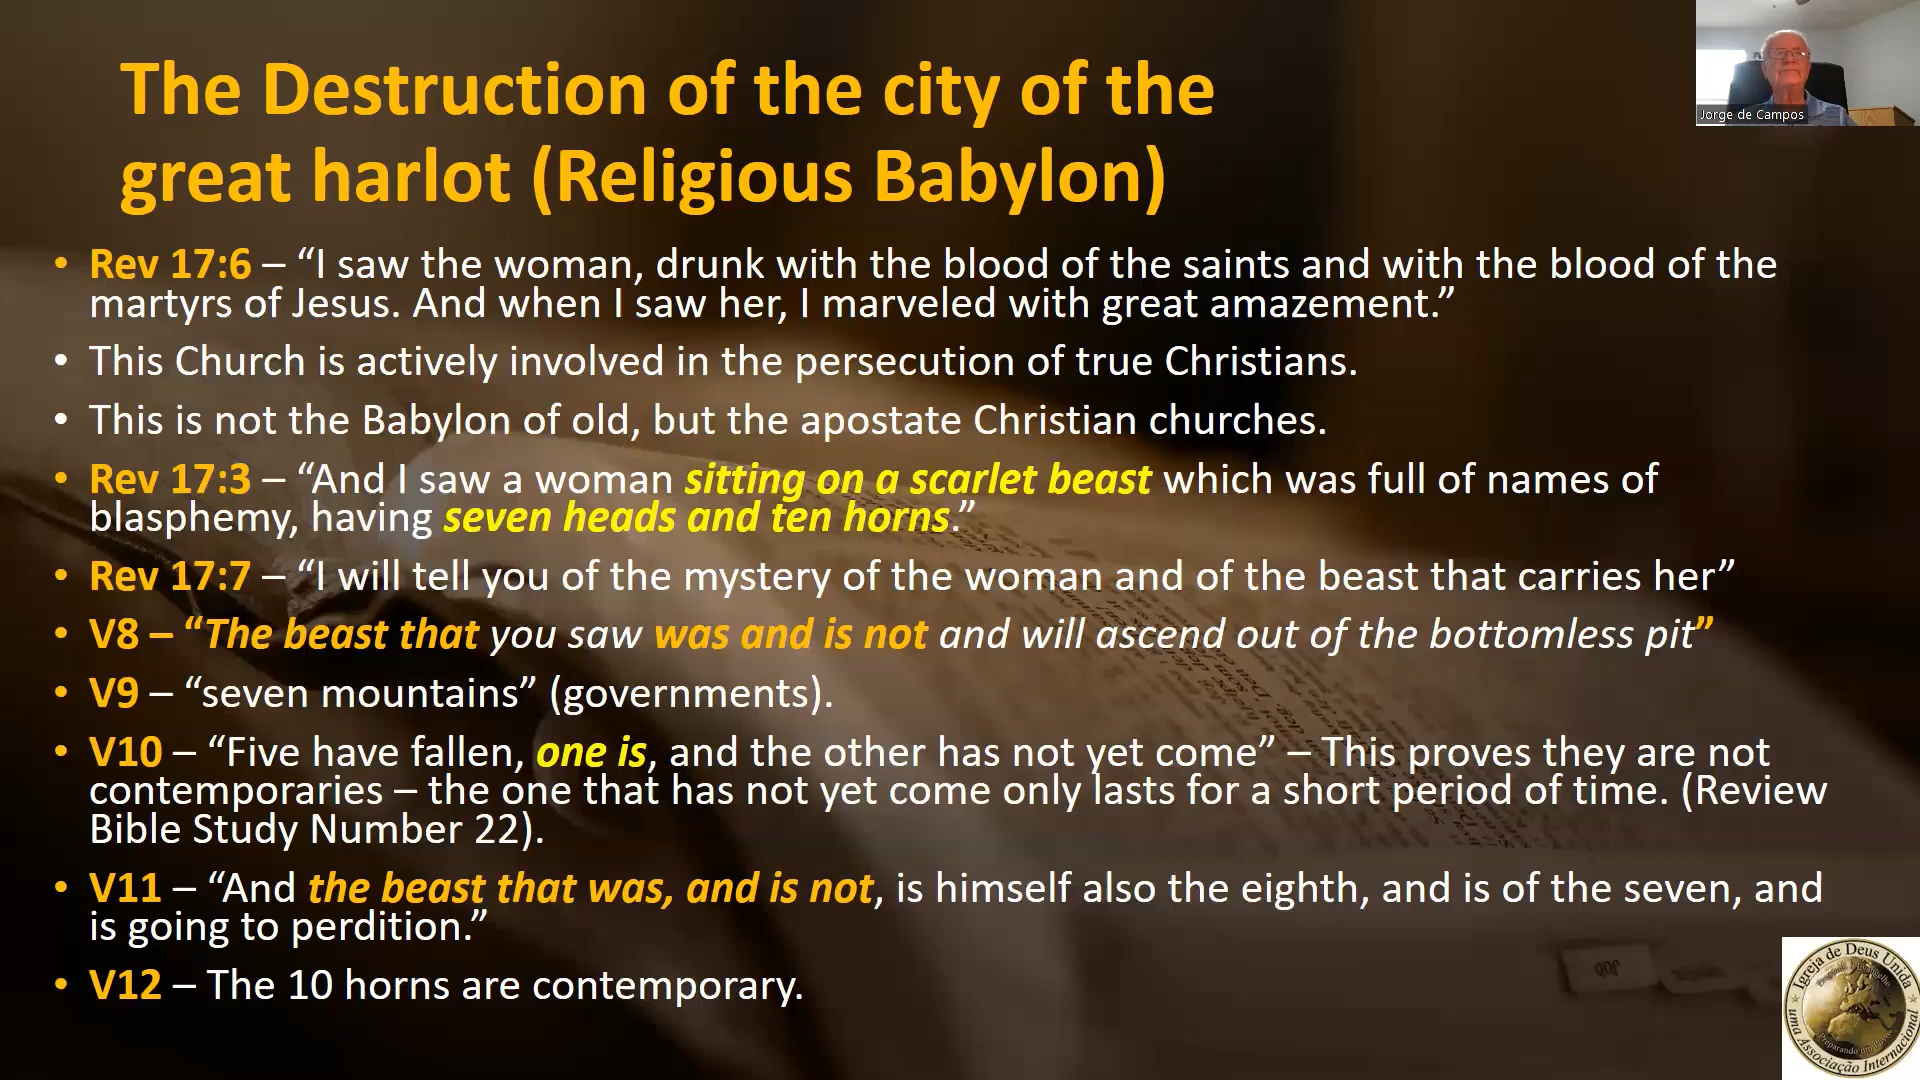 The Destruction of the city of the
great harlot (Religious Babylon)
Jorge de Campos
• Rev 17:6 – “I saw the woman, drunk with the blood of the saints and with the blood of the
martyrs of Jesus. And when I saw her, I marveled with great amazement.”
• This Church is actively involved in the persecution of true Christians.
• This is not the Babylon of old, but the apostate Christian churches.
• Rev 17:3 – “And I saw a woman sitting on a scarlet beast which was full of names of
blasphemy, having seven heads and ten horns.”
• Rev 17:7 – “I will tell you of the mystery of the woman and of the beast that carries her”
• V8 – “The beast that you saw was and is not and will ascend out of the bottomless pit”
• V9 – “seven mountains” (governments).
• V10 – “Five have fallen, one is, and the other has not yet come” – This proves they are not
contemporaries – the one that has not yet come only lasts for a short period of time. (Review
Bible Study Number 22).
• V11 – “And the beast that was, and is not, is himself also the eighth, and is of the seven, and
is going to perdition.”
• V12 – The 10 horns are contemporary.
Igreja de Deus Unida
uma Associação Internacional